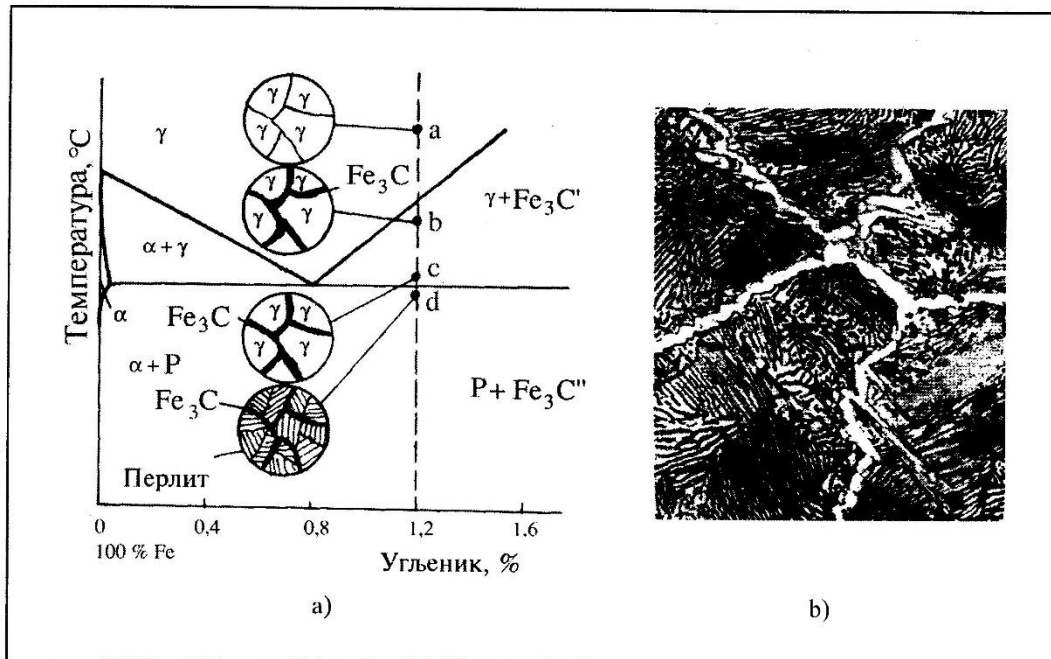 Температура, °C
γ
γ γ
γ γ
a
Fe₃C
γ γ
γ γ
b
γ+Fe₃C'
α+γ
c
d
α
Fe₃C
γ γ
γ γ
α+P
Fe₃C
P+Fe₃C"
Перлит
0 0,4 0,8 1,2 1.6
100 % Fe
Угљеник, %
a) b)